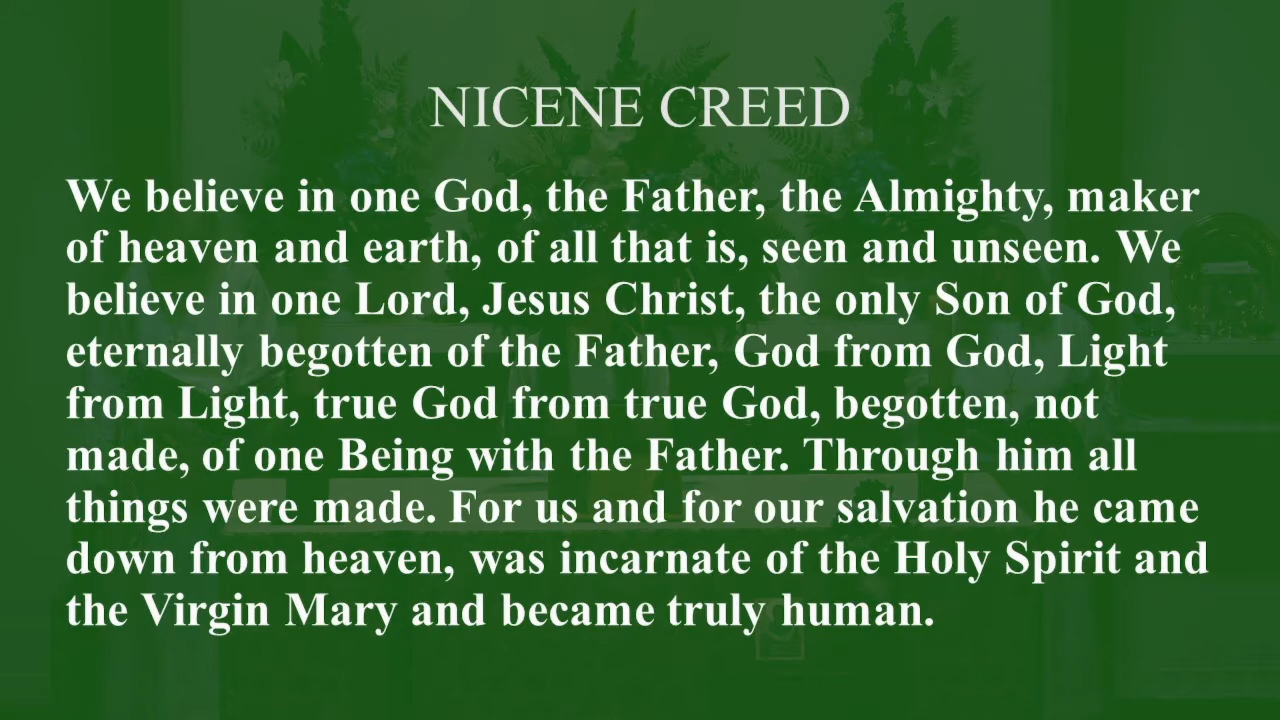 NICENE CREED
We believe in one God, the Father, the Almighty, maker
of heaven and earth, of all that is, seen and unseen. We
believe in one Lord, Jesus Christ, the only Son of God,
eternally begotten of the Father, God from God, Light
from Light, true God from true God, begotten, not
made, of one Being with the Father. Through him all
things were made. For us and for our salvation he came
down from heaven, was incarnate of the Holy Spirit and
the Virgin Mary and became truly human.